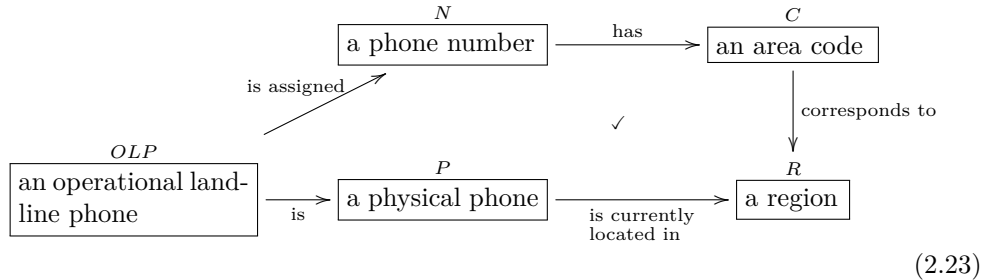 N
C
a phone number
has
an area code
is assigned
✓
corresponds to
OLP
P
R
an operational land-
line phone
is
a physical phone
is currently
located in
a region
(2.23)